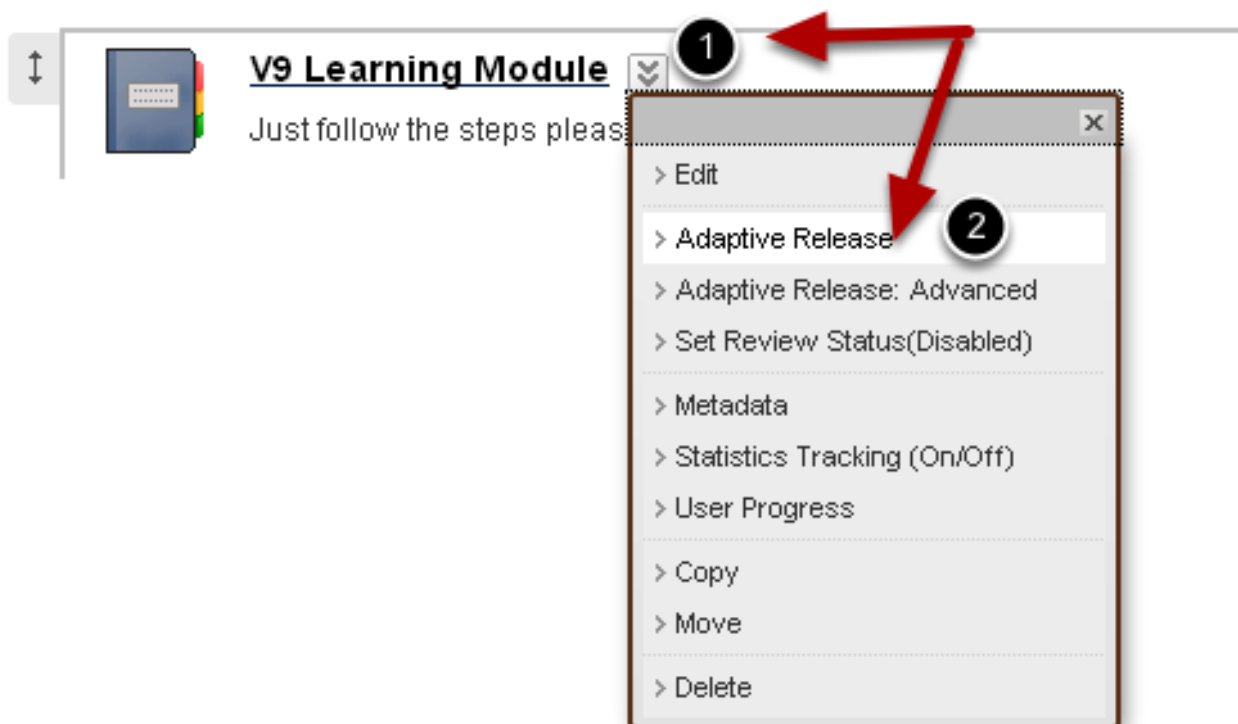 1
V9 Learning Module
Just follow the steps pleas
Edit
2
Adaptive Release
Adaptive Release: Advanced
Set Review Status(Disabled)
Metadata
Statistics Tracking (On/Off)
User Progress
Copy
Move
Delete